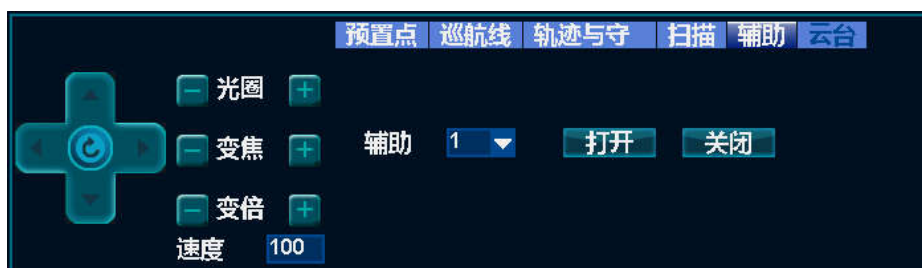 预置点 巡航线 轨迹与守 扫描 辅助 云台
光圈
变焦 辅助 1 打开 关闭
变倍
速度 100